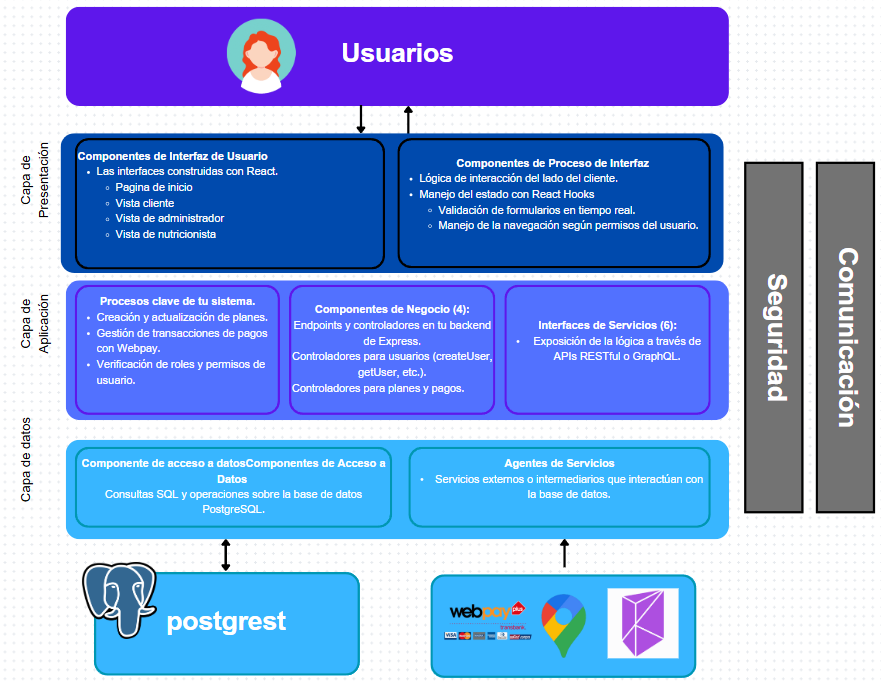 Usuarios
Capa de
Presentación
Componentes de Interfaz de Usuario
Las interfaces construidas con React.
Pagina de inicio
Vista cliente
Vista de administrador
Vista de nutricionista
Componentes de Proceso de Interfaz
Lógica de interacción del lado del cliente.
Manejo del estado con React Hooks
Validación de formularios en tiempo real.
Manejo de la navegación según permisos del usuario.
Capa de
Aplicación
Procesos clave de tu sistema.
Creación y actualización de planes.
Gestión de transacciones de pagos
con Webpay.
Verificación de roles y permisos de
usuario.
Componentes de Negocio (4):
Endpoints y controladores en tu backend
de Express.
Controladores para usuarios (createUser,
getUser, etc.).
Controladores para planes y pagos.
Interfaces de Servicios (6):
Exposición de la lógica a través de
APIs RESTful o GraphQL.
Capa de datos
Componente de acceso a datosComponentes de Acceso a
Datos
Consultas SQL y operaciones sobre la base de datos
PostgreSQL.
Agentes de Servicios
Servicios externos o intermediarios que interactúan con
la base de datos.
Seguridad
Comunicación
postgrest
webpay plus
transbank.
VISA